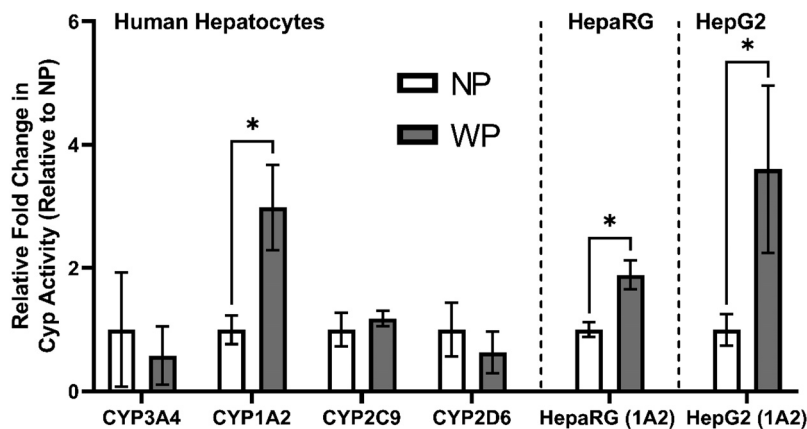 Human Hepatocytes
HepaRG
HepG2
NP
WP
*
*
*
Relative Fold Change in
Cyp Activity (Relative to NP)
6
4
2
0
CYP3A4
CYP1A2
CYP2C9
CYP2D6
HepaRG (1A2)
HepG2 (1A2)